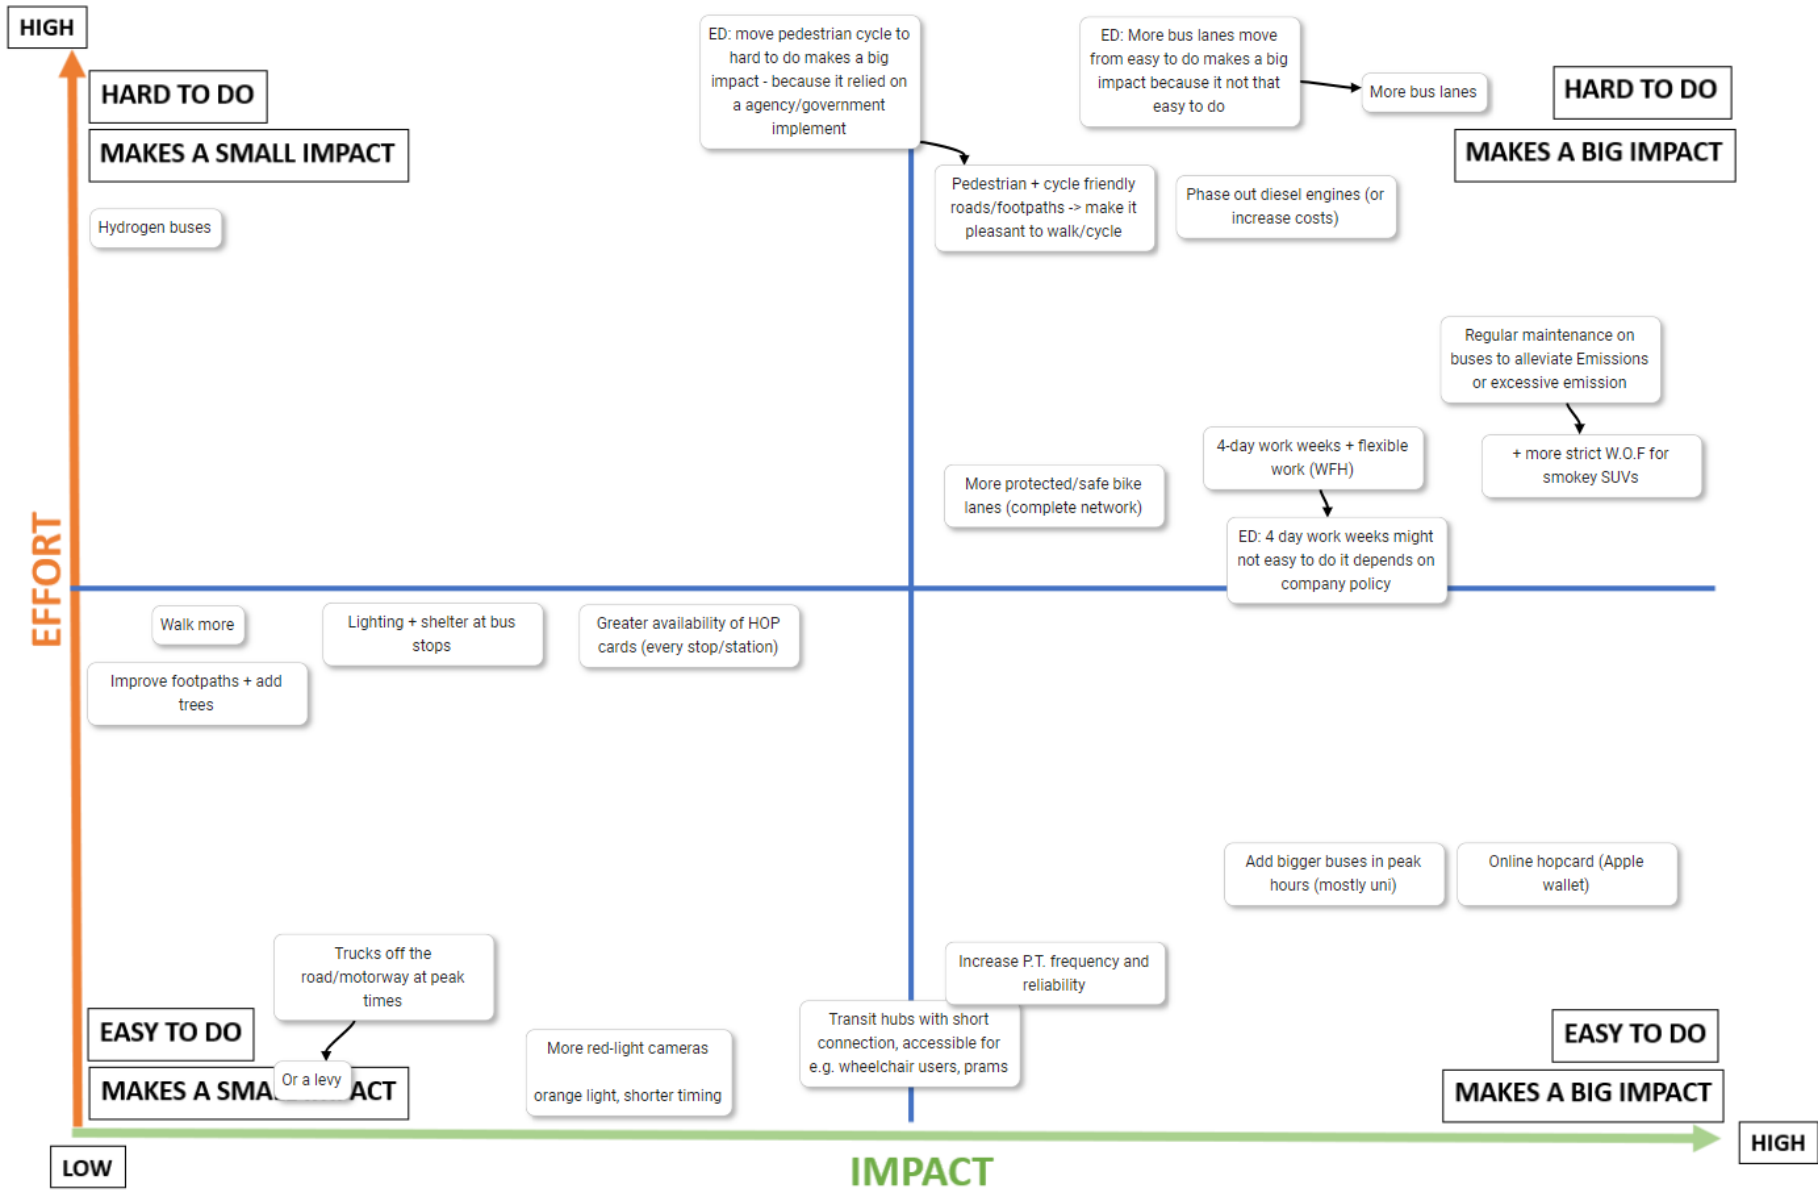 HIGH
HARD TO DO
MAKES A SMALL IMPACT
ED: move pedestrian cycle to
hard to do makes a big
impact - because it relied on
a agency/government
implement
ED: More bus lanes move
from easy to do makes a big
impact because it not that
easy to do
More bus lanes
HARD TO DO
MAKES A BIG IMPACT
Hydrogen buses
Pedestrian + cycle friendly
roads/footpaths -> make it
pleasant to walk/cycle
Phase out diesel engines (or
increase costs)
Regular maintenance on
buses to alleviate Emissions
or excessive emission
+ more strict W.O.F for
smokey SUVs
4-day work weeks + flexible
work (WFH)
More protected/safe bike
lanes (complete network)
ED: 4 day work weeks might
not easy to do it depends on
company policy
EFFORT
Walk more
Lighting + shelter at bus
stops
Greater availability of HOP
cards (every stop/station)
Improve footpaths + add
trees
Add bigger buses in peak
hours (mostly uni)
Online hopcard (Apple
wallet)
Trucks off the
road/motorway at peak
times
Increase P.T. frequency and
reliability
EASY TO DO
MAKES A SMA ACT
Or a levy
More red-light cameras
orange light, shorter timing
Transit hubs with short
connection, accessible for
e.g. wheelchair users, prams
EASY TO DO
MAKES A BIG IMPACT
LOW
IMPACT
HIGH